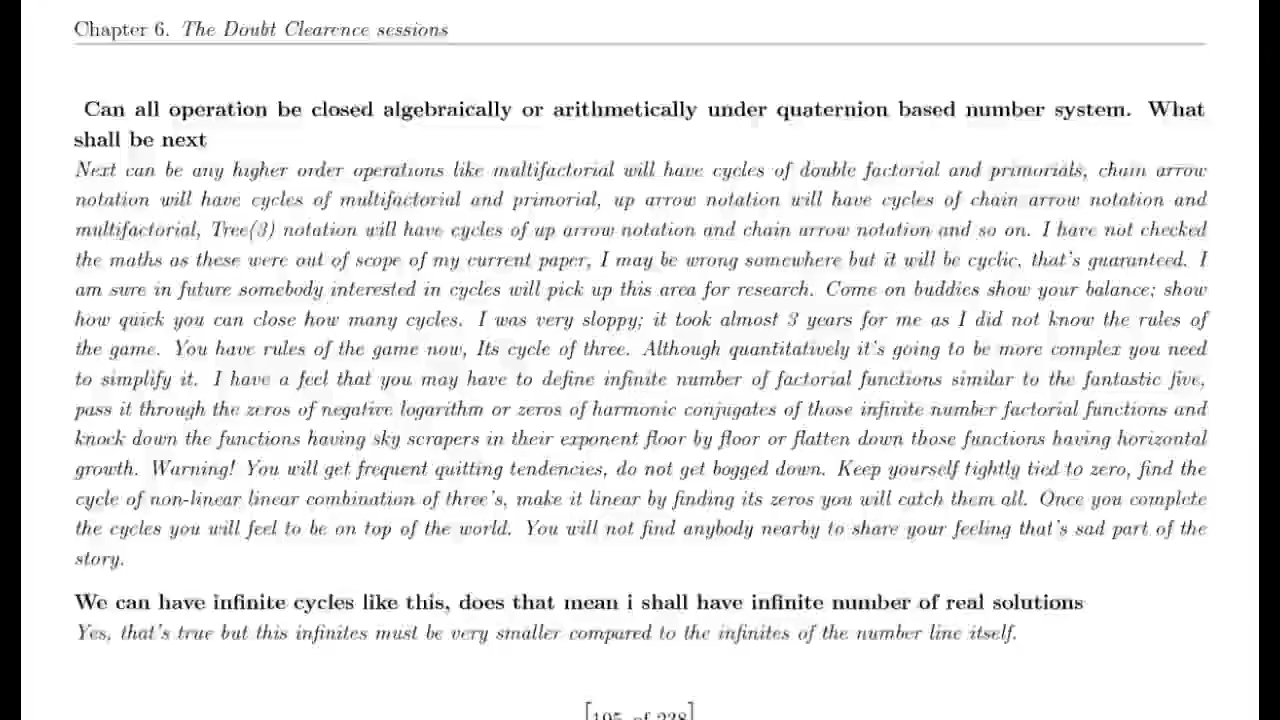 Chapter 6. The Doubt Clearence sessions
Can all operation be closed algebraically or arithmetically under quaternion based number system. What
shall be next
Next can be any higher order operations like multifactorial will have cycles of double factorial and primorials, chain arrow
notation will have cycles of multifactorial and primorial, up arrow notation will have cycles of chain arrow notation and
multifactorial, Tree(3) notation will have cycles of up arrow notation and chain arrow notation and so on. I have not checked
the maths as these were out of scope of my current paper, I may be wrong somewhere but it will be cyclic, that's guaranteed. I
am sure in future somebody interested in cycles will pick up this area for research. Come on buddies show your balance; show
how quick you can close how many cycles. I was very sloppy; it took almost 3 years for me as I did not know the rules of
the game. You have rules of the game now, Its cycle of three. Although quantitatively it's going to be more complex you need
to simplify it. I have a feel that you may have to define infinite number of factorial functions similar to the fantastic five,
pass it through the zeros of negative logarithm or zeros of harmonic conjugates of those infinite number factorial functions and
knock down the functions having sky scrapers in their exponent floor by floor or flatten down those functions having horizontal
growth. Warning! You will get frequent quitting tendencies, do not get bogged down. Keep yourself tightly tied to zero, find the
cycle of non-linear linear combination of three's, make it linear by finding its zeros you will catch them all. Once you complete
the cycles you will feel to be on top of the world. You will not find anybody nearby to share your feeling that's sad part of the
story.
We can have infinite cycles like this, does that mean i shall have infinite number of real solutions
Yes, that's true but this infinites must be very smaller compared to the infinites of the number line itself.
[195 of 238]